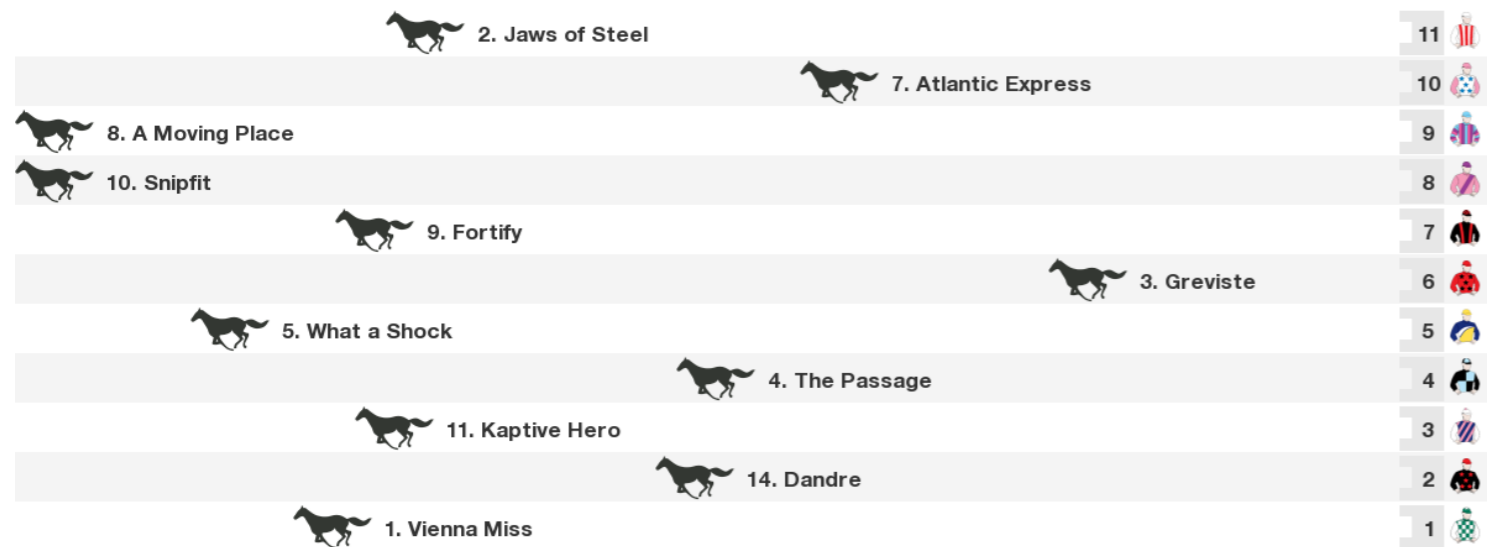 2. Jaws of Steel 11
7. Atlantic Express 10
8. A Moving Place 9
10. Snipfit 8
9. Fortify 7
3. Greviste 6
5. What a Shock 5
4. The Passage 4
11. Kaptive Hero 3
14. Dandre 2
1. Vienna Miss 1